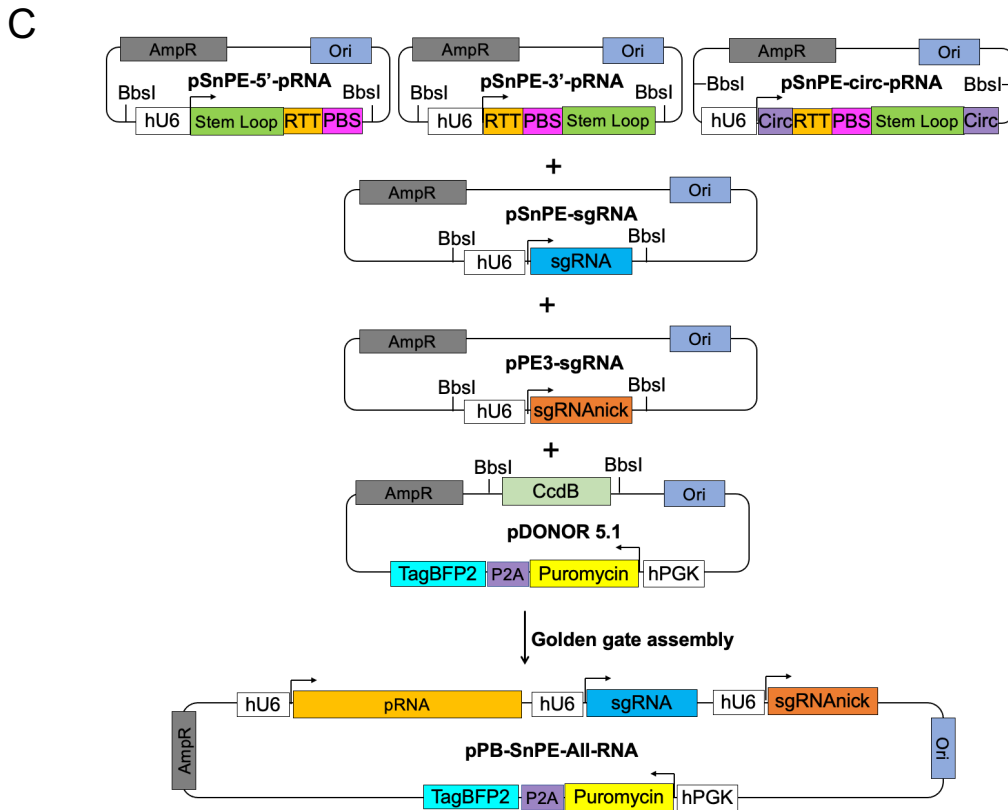 C
AmpR Ori AmpR Ori AmpR Ori
pSnPE-5'-pRNA pSnPE-3'-pRNA pSnPE-circ-pRNA
BbsI BbsI BbsI BbsI BbsI BbsI
hU6 Stem Loop RTT PBS hU6 RTT PBS Stem Loop hU6 Circ RTT PBS Stem Loop Circ
+
AmpR Ori
pSnPE-sgRNA
BbsI BbsI
hU6 sgRNA
+
AmpR Ori
pPE3-sgRNA
BbsI BbsI
hU6 sgRNAnick
+
BbsI BbsI
AmpR CcdB Ori
pDONOR 5.1
TagBFP2 P2A Puromycin hPGK
Golden gate assembly
hU6 pRNA hU6 sgRNA hU6 sgRNAnick
AmpR pPB-SnPE-All-RNA Ori
TagBFP2 P2A Puromycin hPGK